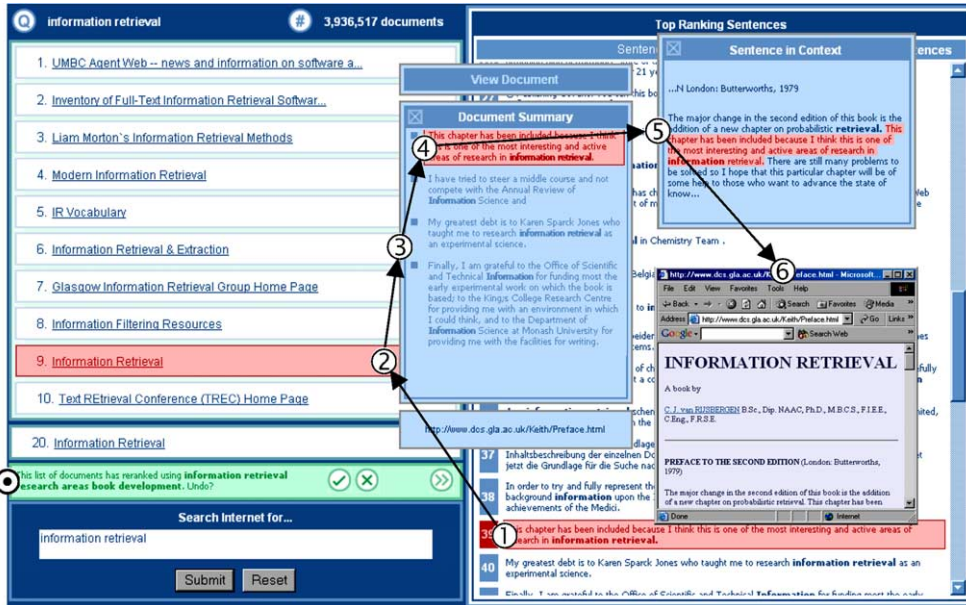 Q information retrieval # 3,936,517 documents
1. UMBC Agent Web -- news and information on software a...
2. Inventory of Full-Text Information Retrieval Softwar...
3. Liam Morton`s Information Retrieval Methods
4. Modern Information Retrieval
5. IR Vocabulary
6. Information Retrieval & Extraction
7. Glasgow Information Retrieval Group Home Page
8. Information Filtering Resources
9. Information Retrieval
10. Text REtrieval Conference (TREC) Home Page
20. Information Retrieval
This list of documents has reranked using information retrieval
research areas book development. Undo?
Search Internet for...
information retrieval
Submit Reset
View Document
Document Summary
This chapter has been included because I think
this is one of the most interesting and active
areas of research in information retrieval.
I have tried to steer a middle course and not
compete with the Annual Review of
Information Science and
My greatest debt is to Karen Sparck Jones who
taught me to research information retrieval as
an experimental science.
Finally, I am grateful to the Office of Scientific
and Technical Information for funding most the
early experimental work on which the book is
based; to the King;s College Research Centre
for providing me with an environment in which
I could think, and to the Department of
Information Science at Monash University for
providing me with the facilities for writing.
http://www.dcs.gla.ac.uk/Keith/Preface.html
Top Ranking Sentences
Sentence in Context
...N London: Butterworths, 1979
The major change in the second edition of this book is the
addition of a new chapter on probabilistic retrieval. This
chapter has been included because I think this is one of
the most interesting and active areas of research in
information retrieval. There are still many problems to
be solved so I hope that this particular chapter will be of
some help to those who want to advance the state of
know...
in Chemistry Team .
http://www.dcs.gla.ac.uk/Keith/Preface.html - Microsoft...
File Edit View Favorites Tools Help
Back Search Favorites Media
Address http://www.dcs.gla.ac.uk/Keith/Preface.html Go Links
Google Search Web
INFORMATION RETRIEVAL
A book by
C.J. van RIJSBERGEN B.Sc., Dip. NAAC, Ph.D., M.B.C.S., F.I.E.E.,
C.Eng., F.R.S.E.
PREFACE TO THE SECOND EDITION (London: Butterworths,
1979)
The major change in the second edition of this book is the addition
of a new chapter on probabilistic retrieval. This chapter has been
Done Internet
37 Inhaltsbeschreibung der einzelnen
jetzt die Grundlage für die Suche
38 In order to try and fully represent the
background information upon the
achievements of the Medici.
39 This chapter has been included because I think this is one of the most interesting and active areas of
research in information retrieval.
40 My greatest debt is to Karen Sparck Jones who taught me to research information retrieval as an
experimental science.
Finally, I am grateful to the Office of Scientific and Technical Information for funding most the early
1
2
3
4
5
6